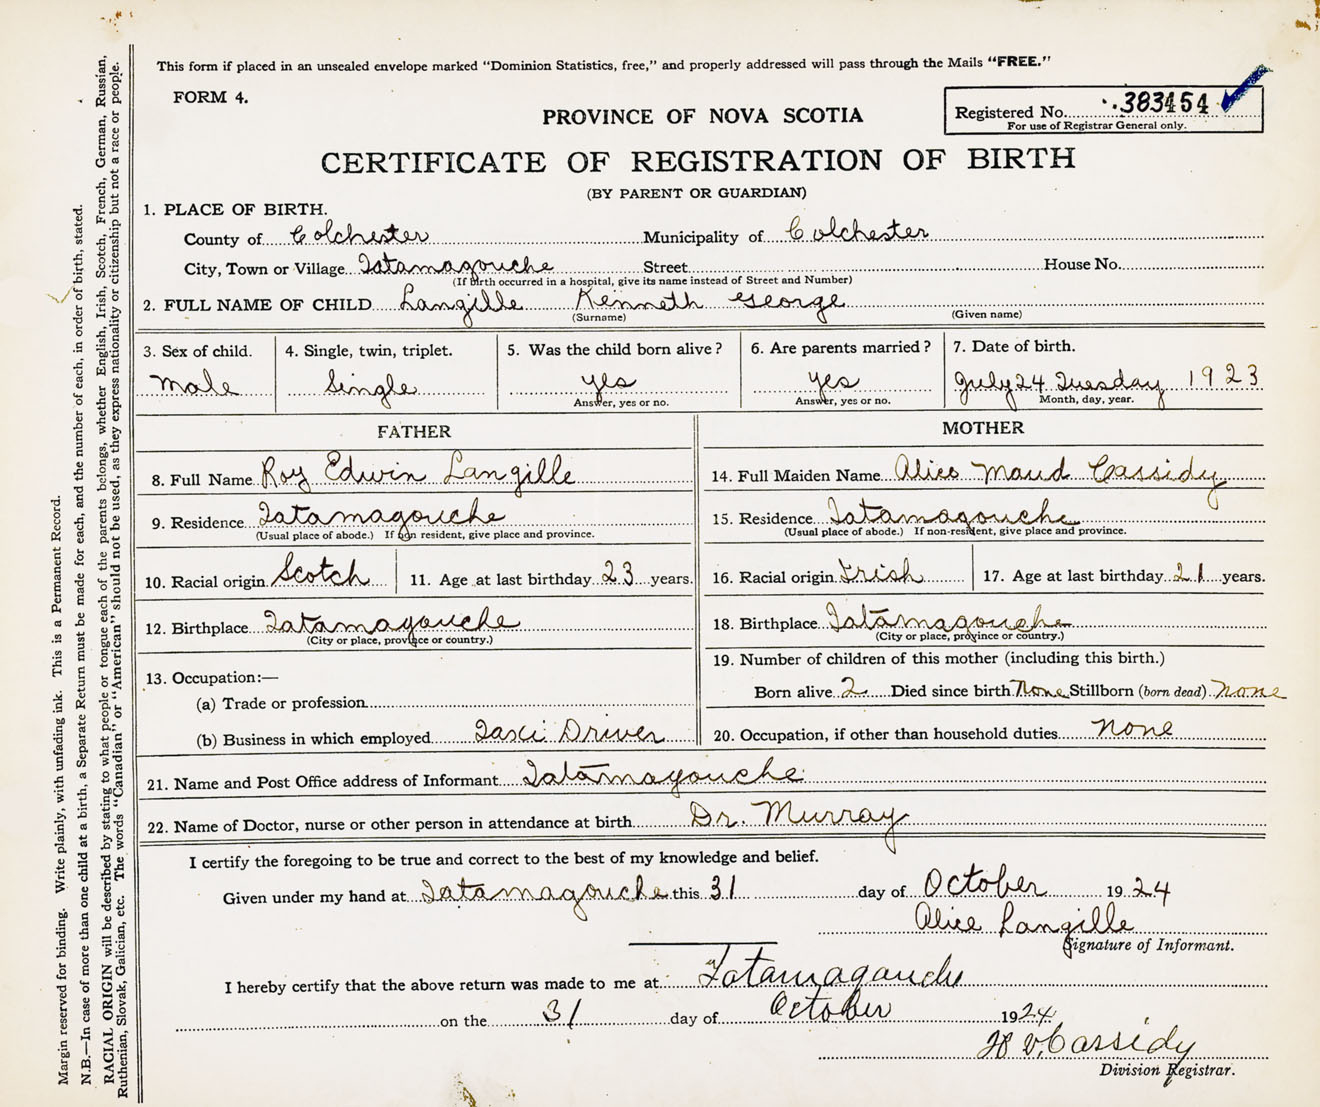 This form if placed in an unsealed envelope marked "Dominion Statistics, free," and properly addressed will pass through the Mails "FREE."
FORM 4.
PROVINCE OF NOVA SCOTIA
Registered No. 383454
For use of Registrar General only.
CERTIFICATE OF REGISTRATION OF BIRTH
(BY PARENT OR GUARDIAN)
1. PLACE OF BIRTH.
County of Colchester Municipality of Colchester
City, Town or Village Tatamagouche Street House No.
(If birth occurred in a hospital, give its name instead of Street and Number)
2. FULL NAME OF CHILD Langille Kenneth George
(Surname) (Given name)
3. Sex of child. 4. Single, twin, triplet. 5. Was the child born alive? 6. Are parents married? 7. Date of birth.
male Single yes yes July 24 Tuesday 1923
Answer, yes or no. Answer, yes or no. Month, day, year.
FATHER MOTHER
8. Full Name Roy Edwin Langille 14. Full Maiden Name Alice Maud Cassidy
9. Residence Tatamagouche 15. Residence Tatamagouche
(Usual place of abode.) If non resident, give place and province. (Usual place of abode.) If non-resident, give place and province.
10. Racial origin Scotch 11. Age at last birthday 23 years. 16. Racial origin Irish 17. Age at last birthday 21 years.
12. Birthplace Tatamagouche 18. Birthplace Tatamagouche
(City or place, province or country.) (City or place, province or country.)
13. Occupation:— 19. Number of children of this mother (including this birth.)
(a) Trade or profession Born alive 2 Died since birth None Stillborn (born dead) None
(b) Business in which employed Taxi Driver 20. Occupation, if other than household duties None
21. Name and Post Office address of Informant Tatamagouche
22. Name of Doctor, nurse or other person in attendance at birth Dr. Murray
I certify the foregoing to be true and correct to the best of my knowledge and belief.
Given under my hand at Tatamagouche this 31 day of October 1924
Alice Langille
Signature of Informant.
I hereby certify that the above return was made to me at Tatamagouche
on the 31 day of October 1924
Cassidy
Division Registrar.
Margin reserved for binding. Write plainly, with unfading ink. This is a Permanent Record.
N.B.—In case of more than one child at a birth, a Separate Return must be made for each, and the number of each, in order of birth, stated.
RACIAL ORIGIN will be described by stating to what people or tongue each of the parents belongs, whether English, Irish, Scotch, French, German, Russian,
Ruthenian, Slovak, Galician, etc. The words "Canadian" or "American" should not be used, as they express nationality or citizenship but not a race or people.